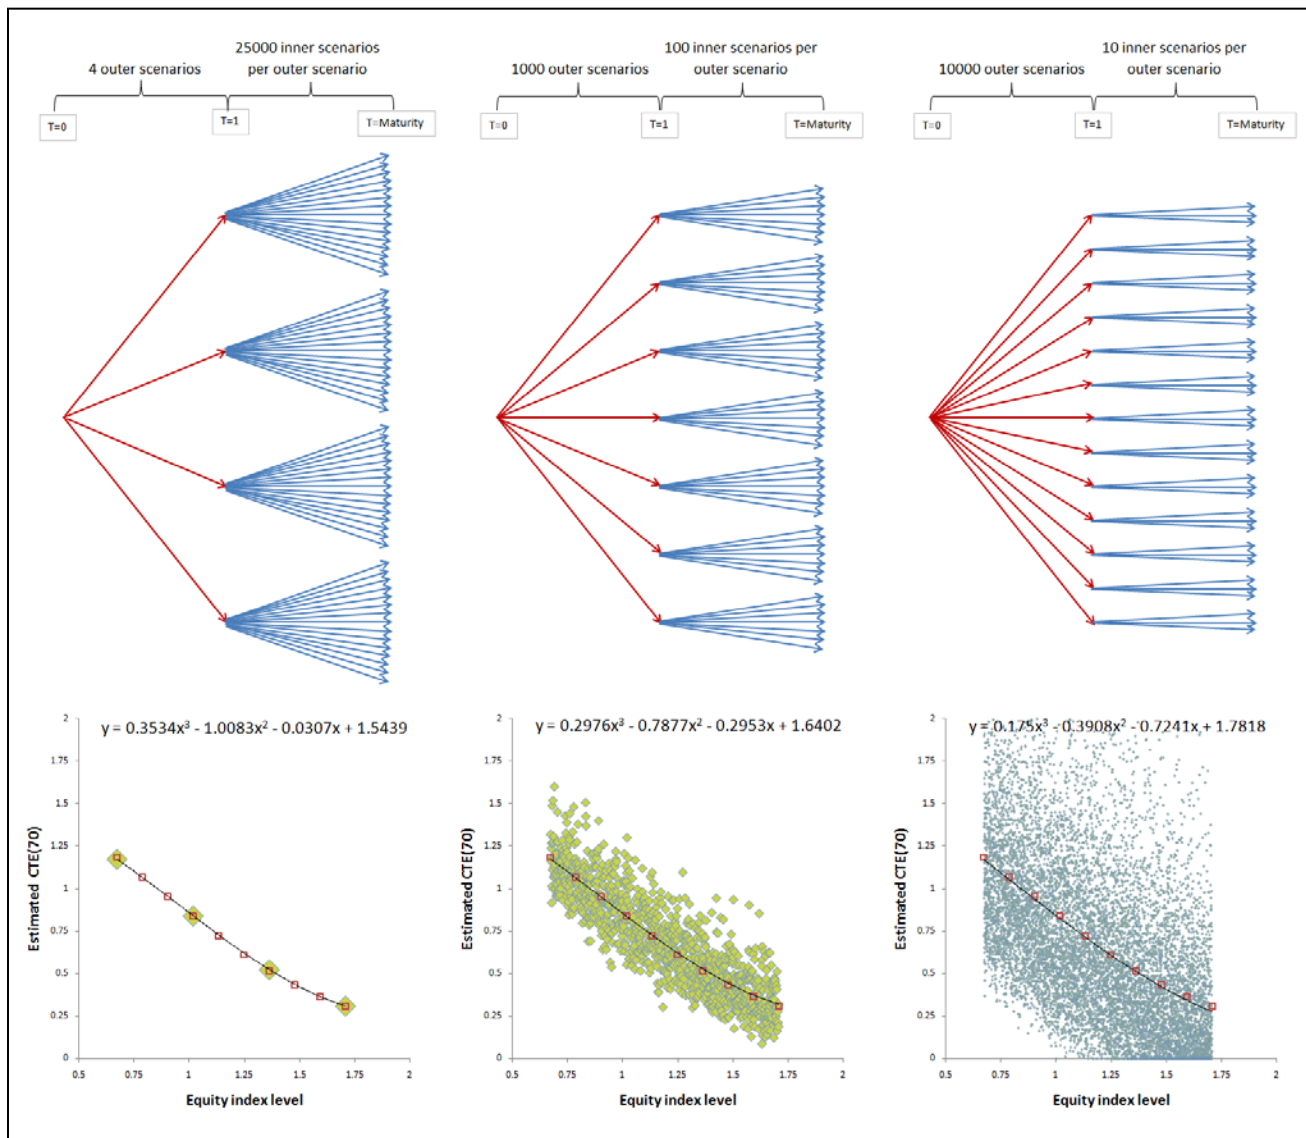 25000 inner scenarios
4 outer scenarios per outer scenario
T=0
T=1
T=Maturity
100 inner scenarios per
1000 outer scenarios outer scenario
T=0
T=1
T=Maturity
10 inner scenarios per
10000 outer scenarios outer scenario
T=0
T=1
T=Maturity
y = 0.3534x³ - 1.0083x² - 0.0307x + 1.5439
Estimated CTE(70)
2
1.75
1.5
1.25
1
0.75
0.5
0.25
0
0.5 0.75 1 1.25 1.5 1.75 2
Equity index level
y = 0.2976x³ - 0.7877x² - 0.2953x + 1.6402
Estimated CTE(70)
2
1.75
1.5
1.25
1
0.75
0.5
0.25
0
0.5 0.75 1 1.25 1.5 1.75 2
Equity index level
y = 0.175x³ - 0.3908x² - 0.7241x + 1.7818
Estimated CTE(70)
2
1.75
1.5
1.25
1
0.75
0.5
0.25
0
0.5 0.75 1 1.25 1.5 1.75 2
Equity index level